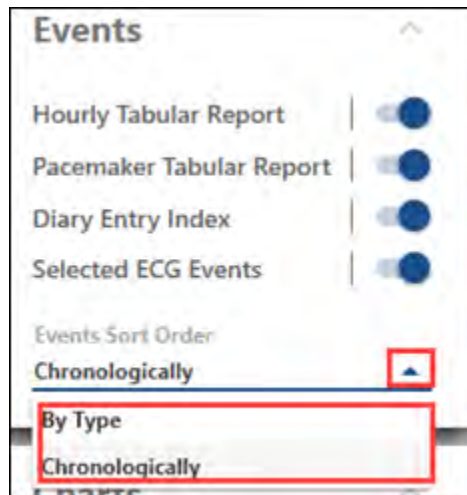 Events
Hourly Tabular Report
Pacemaker Tabular Report
Diary Entry Index
Selected ECG Events
Events Sort Order
Chronologically
By Type
Chronologically
Charts